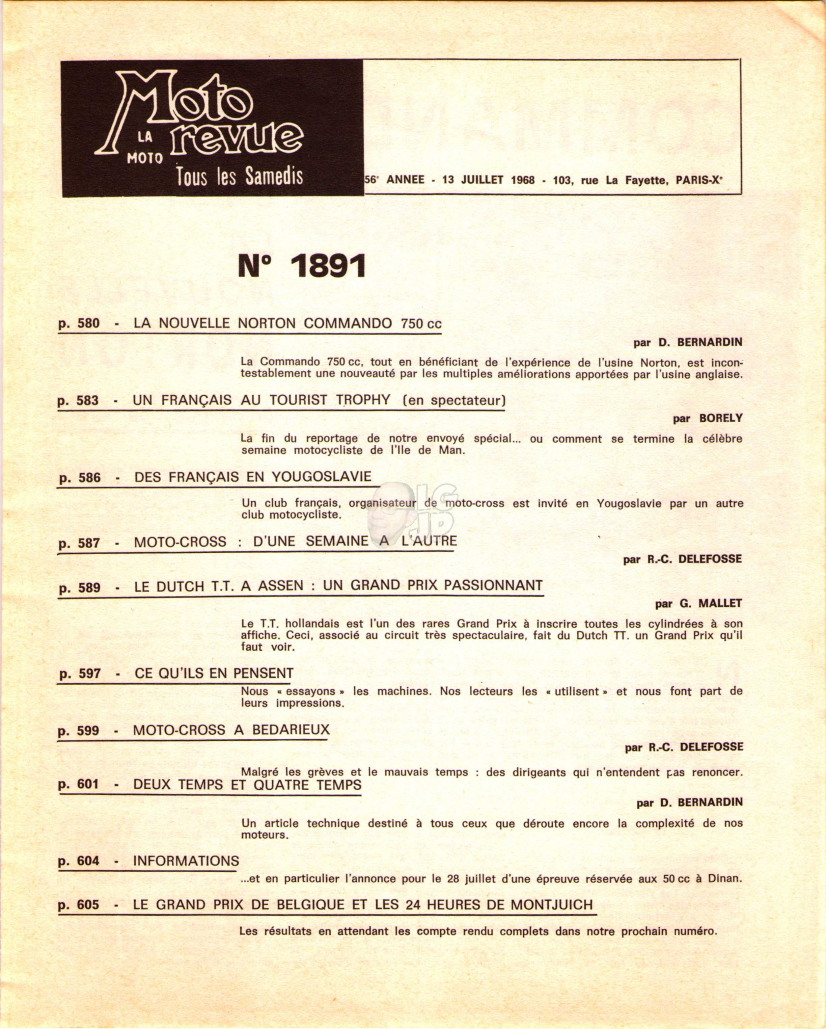 Moto
LA revue
MOTO
Tous les Samedis
56e ANNEE - 13 JUILLET 1968 - 103, rue La Fayette, PARIS-Xe
N° 1891
p. 580 - LA NOUVELLE NORTON COMMANDO 750 cc
par D. BERNARDIN
La Commando 750 cc, tout en bénéficiant de l'expérience de l'usine Norton, est incon-
testablement une nouveauté par les multiples améliorations apportées par l'usine anglaise.
p. 583 - UN FRANÇAIS AU TOURIST TROPHY (en spectateur)
par BORELY
La fin du reportage de notre envoyé spécial... ou comment se termine la célèbre
semaine motocycliste de l'Ile de Man.
p. 586 - DES FRANÇAIS EN YOUGOSLAVIE
Un club français, organisateur de moto-cross est invité en Yougoslavie par un autre
club motocycliste.
p. 587 - MOTO-CROSS : D'UNE SEMAINE A L'AUTRE
par R.-C. DELEFOSSE
p. 589 - LE DUTCH T.T. A ASSEN : UN GRAND PRIX PASSIONNANT
par G. MALLET
Le T.T. hollandais est l'un des rares Grand Prix à inscrire toutes les cylindrées à son
affiche. Ceci, associé au circuit très spectaculaire, fait du Dutch TT. un Grand Prix qu'il
faut voir.
p. 597 - CE QU'ILS EN PENSENT
Nous « essayons » les machines. Nos lecteurs les « utilisent » et nous font part de
leurs impressions.
p. 599 - MOTO-CROSS A BEDARIEUX
par R.-C. DELEFOSSE
Malgré les grèves et le mauvais temps : des dirigeants qui n'entendent pas renoncer.
p. 601 - DEUX TEMPS ET QUATRE TEMPS
par D. BERNARDIN
Un article technique destiné à tous ceux que déroute encore la complexité de nos
moteurs.
p. 604 - INFORMATIONS
...et en particulier l'annonce pour le 28 juillet d'une épreuve réservée aux 50 cc à Dinan.
p. 605 - LE GRAND PRIX DE BELGIQUE ET LES 24 HEURES DE MONTJUICH
Les résultats en attendant les compte rendu complets dans notre prochain numéro.